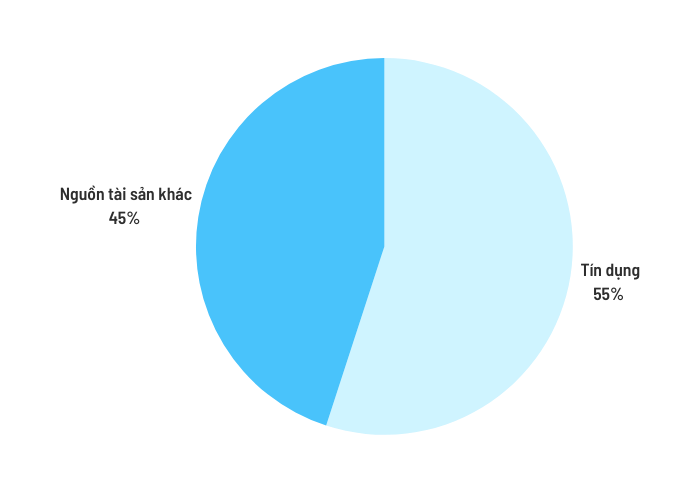 Nguồn tài sản khác
45%
Tín dụng
55%